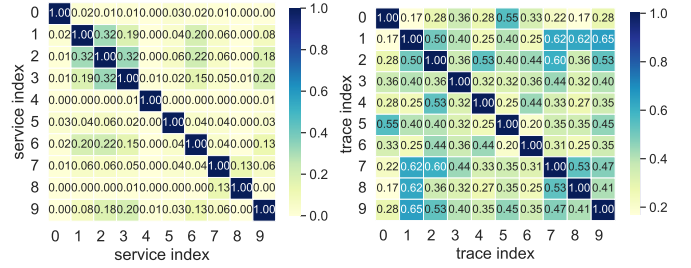 service index
0 1.00 0.02 0.01 0.01 0.00 0.03 0.02 0.01 0.00 0.00
1 0.02 1.00 0.32 0.19 0.00 0.04 0.20 0.06 0.00 0.08
2 0.01 0.32 1.00 0.32 0.00 0.06 0.22 0.06 0.00 0.18
3 0.01 0.19 0.32 1.00 0.01 0.02 0.15 0.05 0.01 0.20
4 0.00 0.00 0.00 0.01 1.00 0.00 0.00 0.00 0.00 0.01
5 0.03 0.04 0.06 0.02 0.00 1.00 0.04 0.04 0.00 0.03
6 0.02 0.20 0.22 0.15 0.00 0.04 1.00 0.04 0.00 0.13
7 0.01 0.06 0.06 0.05 0.00 0.04 0.04 1.00 0.13 0.06
8 0.00 0.00 0.00 0.01 0.00 0.00 0.00 0.13 1.00 0.00
9 0.00 0.08 0.18 0.20 0.01 0.03 0.13 0.06 0.00 1.00
0 1 2 3 4 5 6 7 8 9
service index
1.0
0.8
0.6
0.4
0.2
0.0
trace index
0 1.00 0.17 0.28 0.36 0.28 0.55 0.33 0.22 0.17 0.28
1 0.17 1.00 0.50 0.40 0.25 0.40 0.25 0.62 0.62 0.65
2 0.28 0.50 1.00 0.36 0.53 0.40 0.44 0.60 0.36 0.53
3 0.36 0.40 0.36 1.00 0.32 0.32 0.36 0.44 0.32 0.40
4 0.28 0.25 0.53 0.32 1.00 0.25 0.44 0.33 0.27 0.35
5 0.55 0.40 0.40 0.32 0.25 1.00 0.20 0.35 0.35 0.45
6 0.33 0.25 0.44 0.36 0.44 0.20 1.00 0.31 0.25 0.35
7 0.22 0.62 0.60 0.44 0.33 0.35 0.31 1.00 0.53 0.47
8 0.17 0.62 0.36 0.32 0.27 0.35 0.25 0.53 1.00 0.41
9 0.28 0.65 0.53 0.40 0.35 0.45 0.35 0.47 0.41 1.00
0 1 2 3 4 5 6 7 8 9
trace index
1.0
0.8
0.6
0.4
0.2